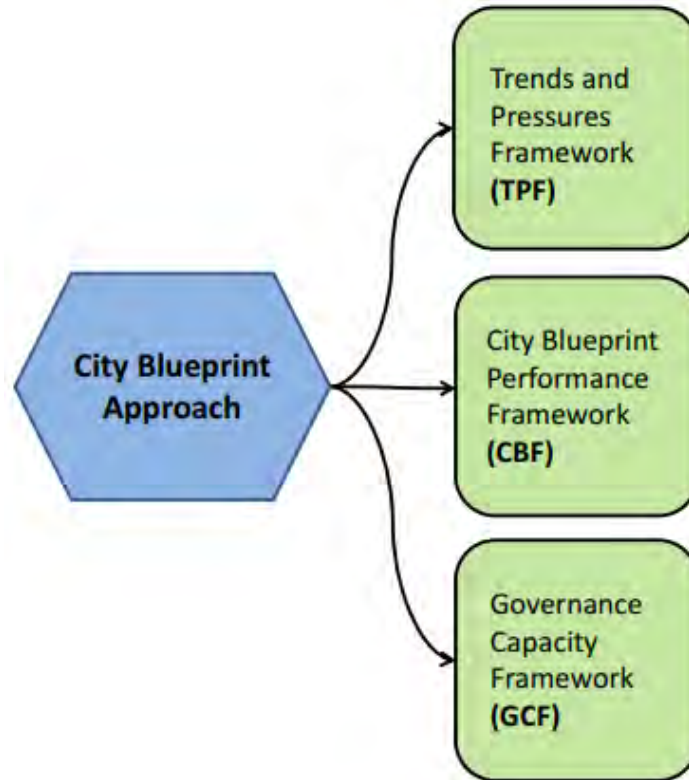 Trends and
Pressures
Framework
(TPF)
City Blueprint
Approach
City Blueprint
Performance
Framework
(CBF)
Governance
Capacity
Framework
(GCF)